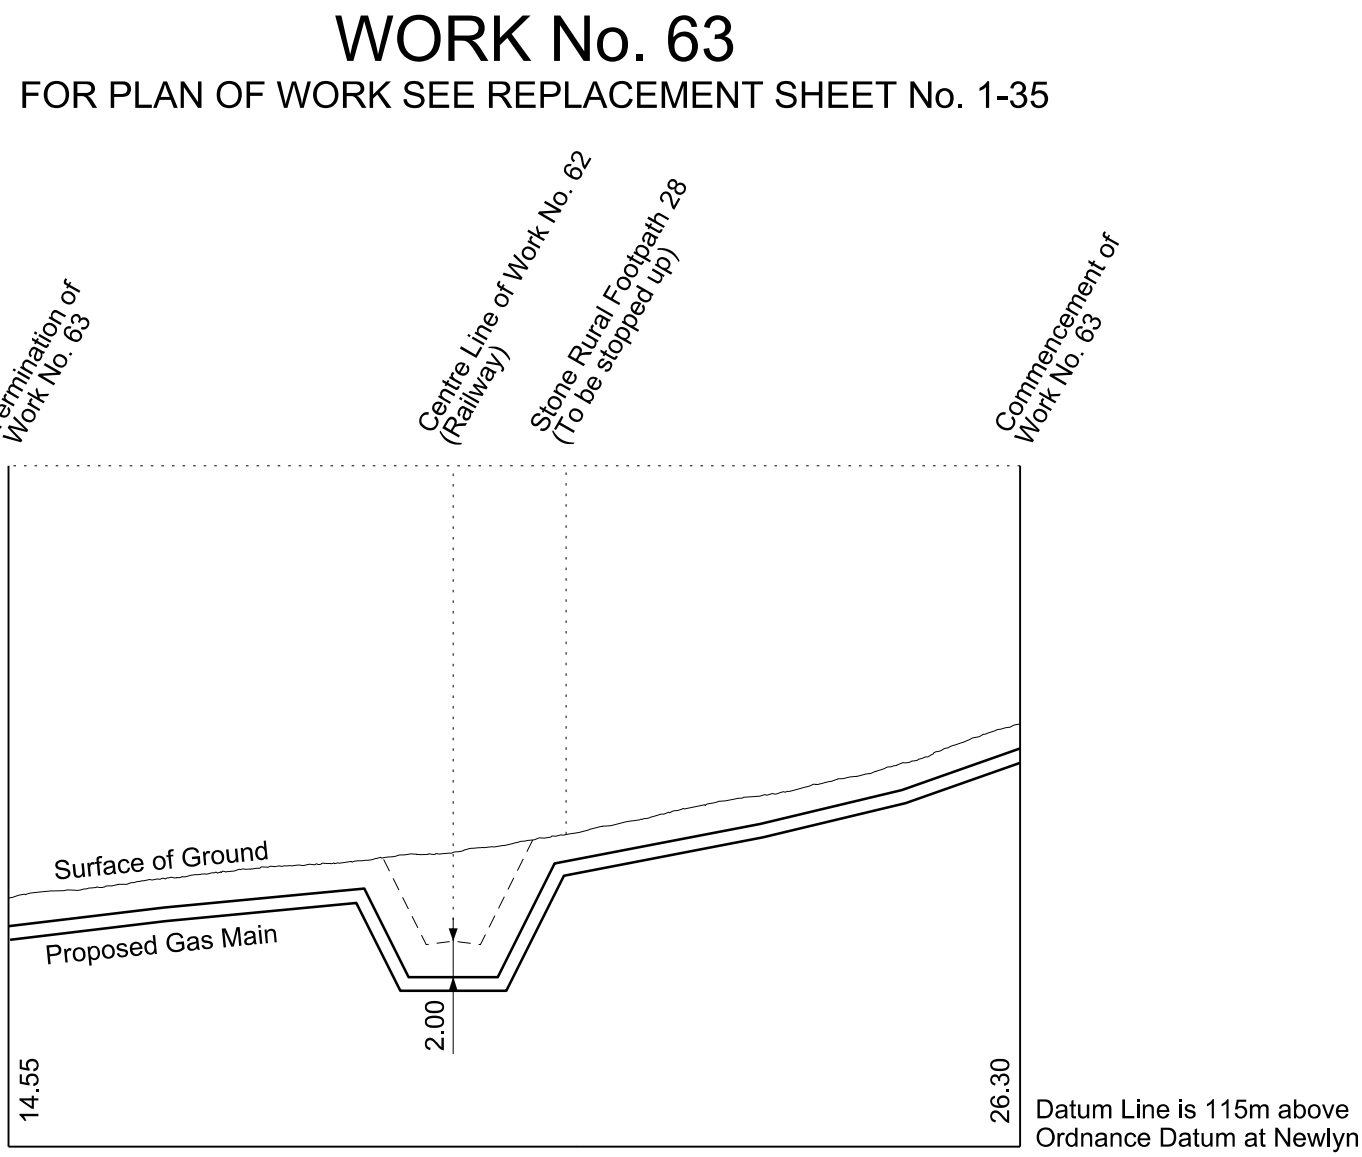 WORK No. 63
FOR PLAN OF WORK SEE REPLACEMENT SHEET No. 1-35
of
Work No. 63
Centre Line of Work No. 62
(Railway)
Stone Rural Footpath 28
(To be stopped up)
Commencement of
Work No. 63
Surface of Ground
Proposed Gas Main
2.00
14.55
26.30
Datum Line is 115m above
Ordnance Datum at Newlyn